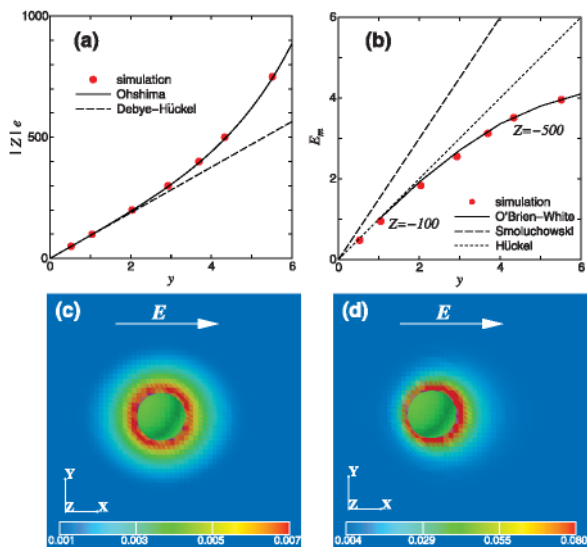 (a)
1000
500
0
|Z|e
simulation
Ohshima
Debye-Hückel
0 2 4 6
y
(b)
6
4
2
0
E_m
Z=-500
Z=-100
simulation
O'Brien-White
Smoluchowski
Hückel
0 2 4 6
y
(c)
E
Y
Z X
0.001 0.003 0.005 0.007
(d)
E
Y
Z X
0.004 0.029 0.055 0.080